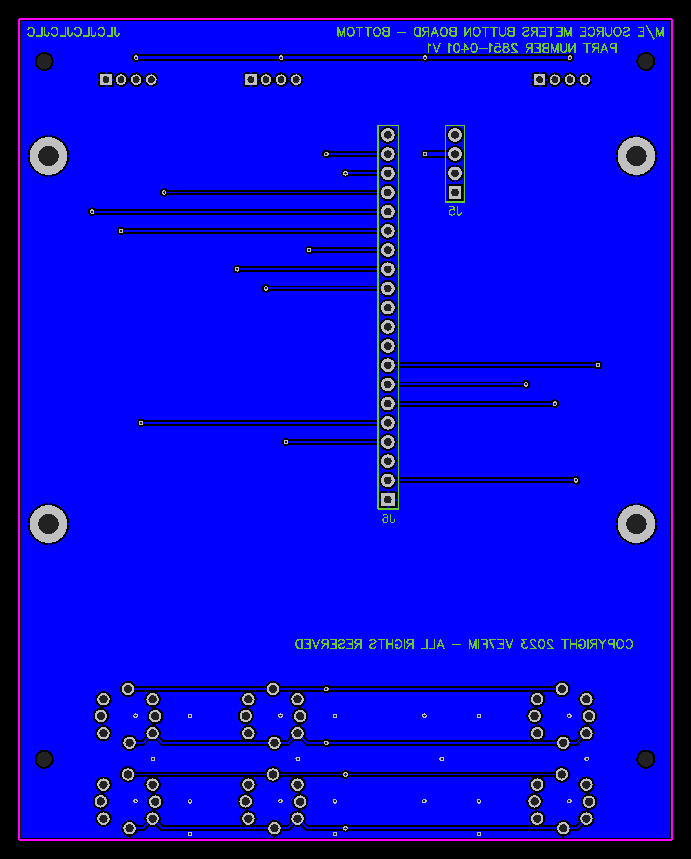 M/E SOURCE METERS BUTTON BOARD - BOTTOM
JLCJLCJLCJLC
PART NUMBER 2851-0401 V1
J5
J6
COPYRIGHT 2023 VE7FIM - ALL RIGHTS RESERVED